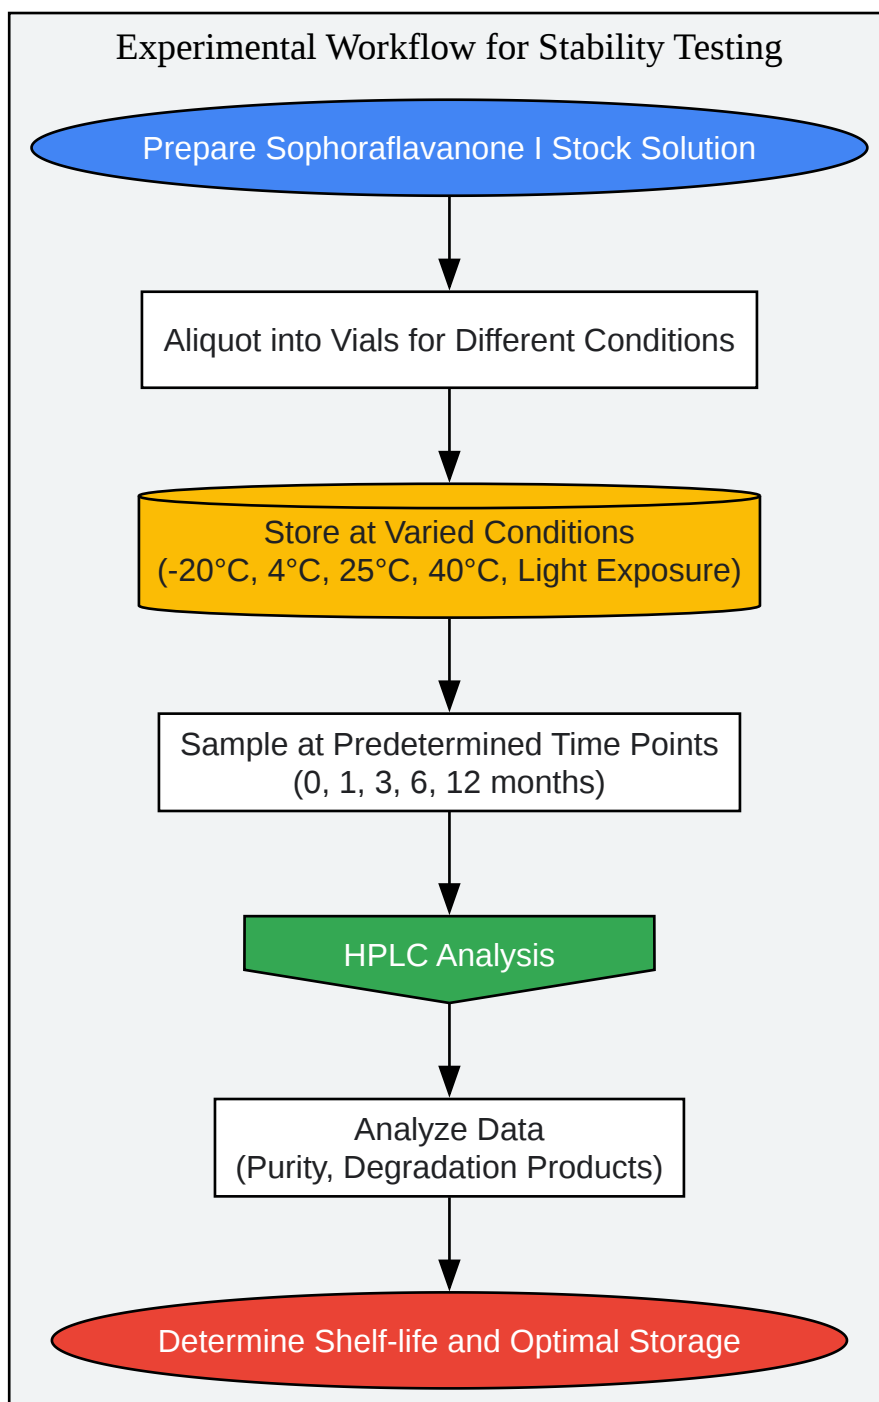 Experimental Workflow for Stability Testing
Prepare Sophoraflavanone I Stock Solution
Aliquot into Vials for Different Conditions
Store at Varied Conditions
(-20°C, 4°C, 25°C, 40°C, Light Exposure)
Sample at Predetermined Time Points
(0, 1, 3, 6, 12 months)
HPLC Analysis
Analyze Data
(Purity, Degradation Products)
Determine Shelf-life and Optimal Storage